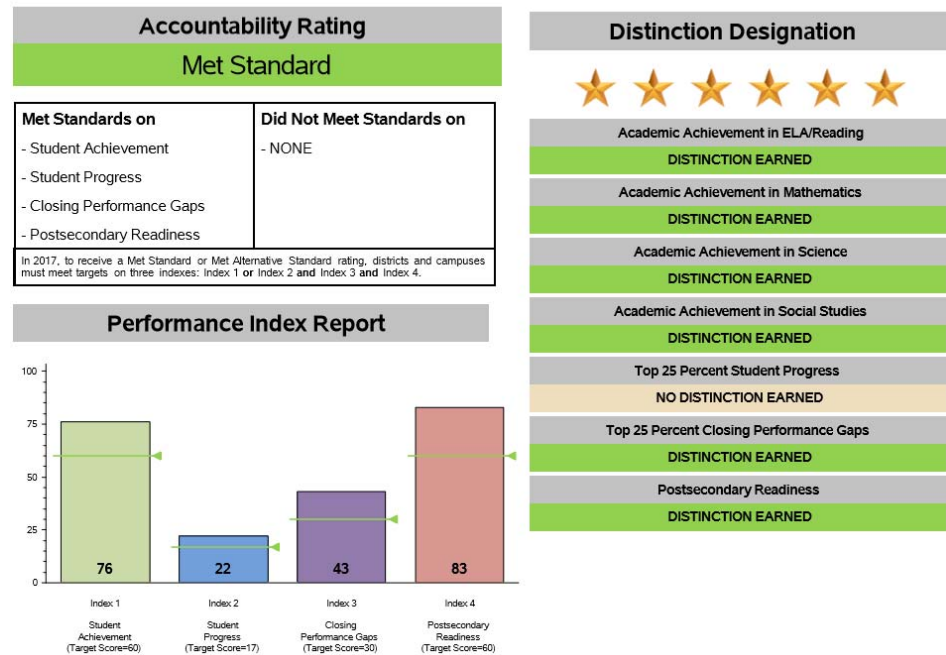 Accountability Rating
Met Standard
Met Standards on
- Student Achievement
- Student Progress
- Closing Performance Gaps
- Postsecondary Readiness
Did Not Meet Standards on
- NONE
In 2017, to receive a Met Standard or Met Alternative Standard rating, districts and campuses
must meet targets on three indexes: Index 1 or Index 2 and Index 3 and Index 4.
Performance Index Report
100
75
50
25
0
76
22
43
83
Index 1
Student
Achievement
(Target Score=60)
Index 2
Student
Progress
(Target Score=17)
Index 3
Closing
Performance Gaps
(Target Score=30)
Index 4
Postsecondary
Readiness
(Target Score=60)
Distinction Designation
Academic Achievement in ELA/Reading
DISTINCTION EARNED
Academic Achievement in Mathematics
DISTINCTION EARNED
Academic Achievement in Science
DISTINCTION EARNED
Academic Achievement in Social Studies
DISTINCTION EARNED
Top 25 Percent Student Progress
NO DISTINCTION EARNED
Top 25 Percent Closing Performance Gaps
DISTINCTION EARNED
Postsecondary Readiness
DISTINCTION EARNED